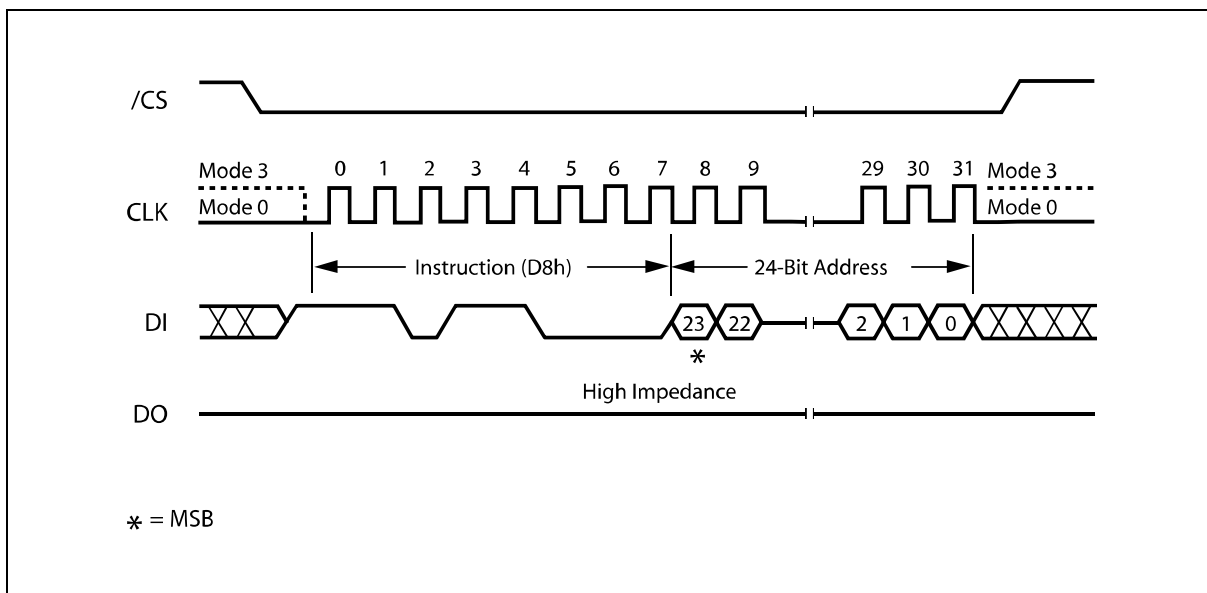 /CS
Mode 3
0 1 2 3 4 5 6 7 8 9 29 30 31
Mode 3
CLK
Mode 0
Mode 0
Instruction (D8h)
24-Bit Address
DI
23 22 2 1 0
*
High Impedance
DO
* = MSB